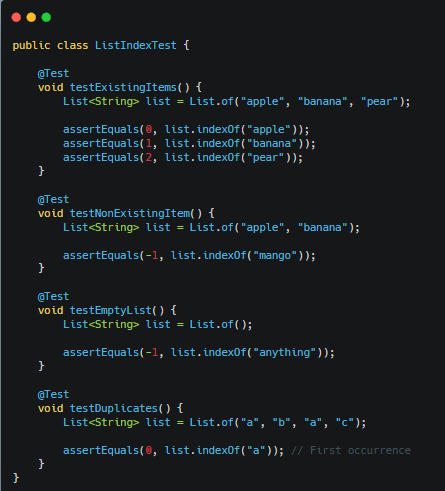 public class ListIndexTest {
    @Test
    void testExistingItems() {
        List<String> list = List.of("apple", "banana", "pear");
        assertEquals(0, list.indexOf("apple"));
        assertEquals(1, list.indexOf("banana"));
        assertEquals(2, list.indexOf("pear"));
    }
    @Test
    void testNonExistingItem() {
        List<String> list = List.of("apple", "banana");
        assertEquals(-1, list.indexOf("mango"));
    }
    @Test
    void testEmptyList() {
        List<String> list = List.of();
        assertEquals(-1, list.indexOf("anything"));
    }
    @Test
    void testDuplicates() {
        List<String> list = List.of("a", "b", "a", "c");
        assertEquals(0, list.indexOf("a")); // First occurrence
    }
}